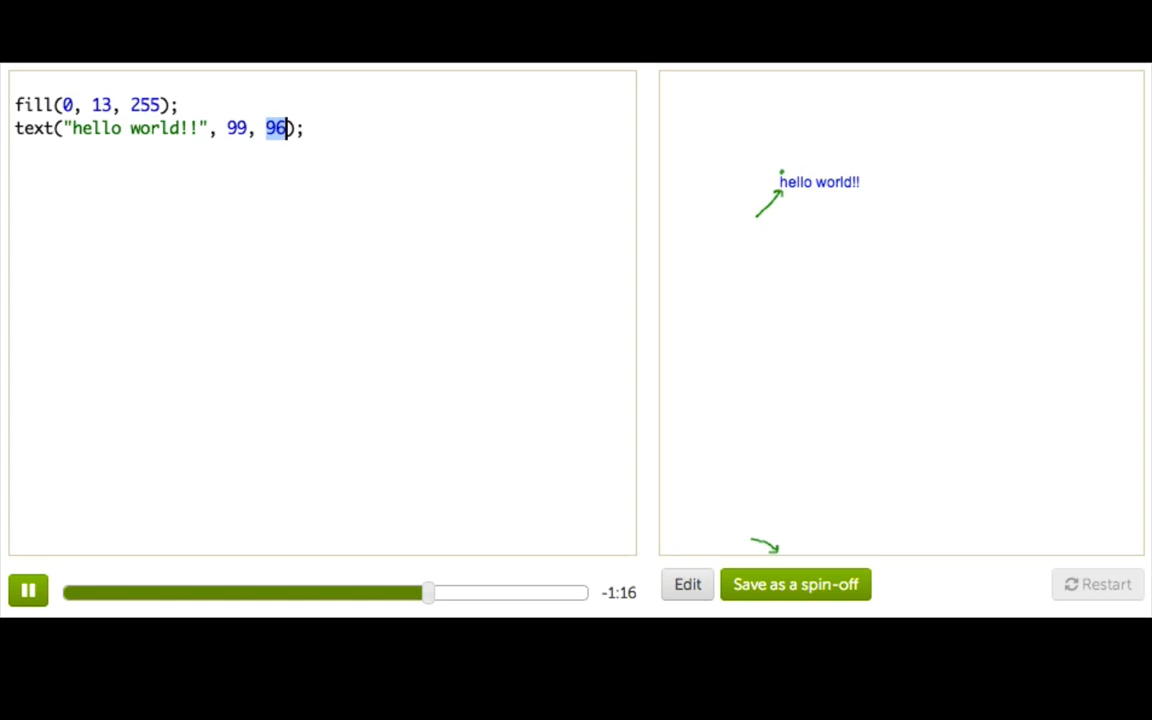 fill(0, 13, 255);
text("hello world!!", 99, 96);
hello world!!
-1:16
Edit
Save as a spin-off
Restart